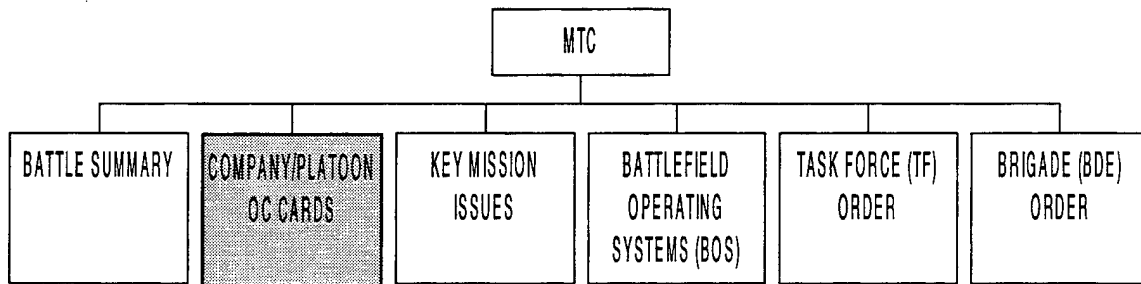 MTC
BATTLE SUMMARY
COMPANY/PLATOON
OC CARDS
KEY MISSION
ISSUES
BATTLEFIELD
OPERATING
SYSTEMS (BOS)
TASK FORCE (TF)
ORDER
BRIGADE (BDE)
ORDER